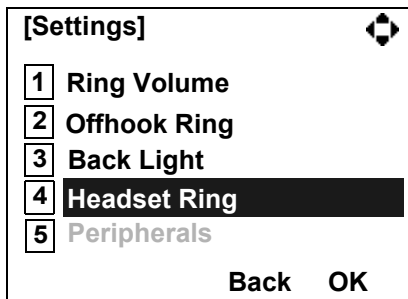 [Settings]
1 Ring Volume
2 Offhook Ring
3 Back Light
4 Headset Ring
5 Peripherals
Back OK